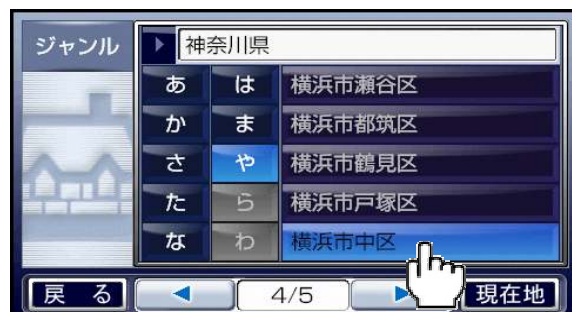 ジャンル
神奈川県
あ は 横浜市瀬谷区
か ま 横浜市都筑区
さ や 横浜市鶴見区
た ら 横浜市戸塚区
な わ 横浜市中区
戻る 4/5 現在地